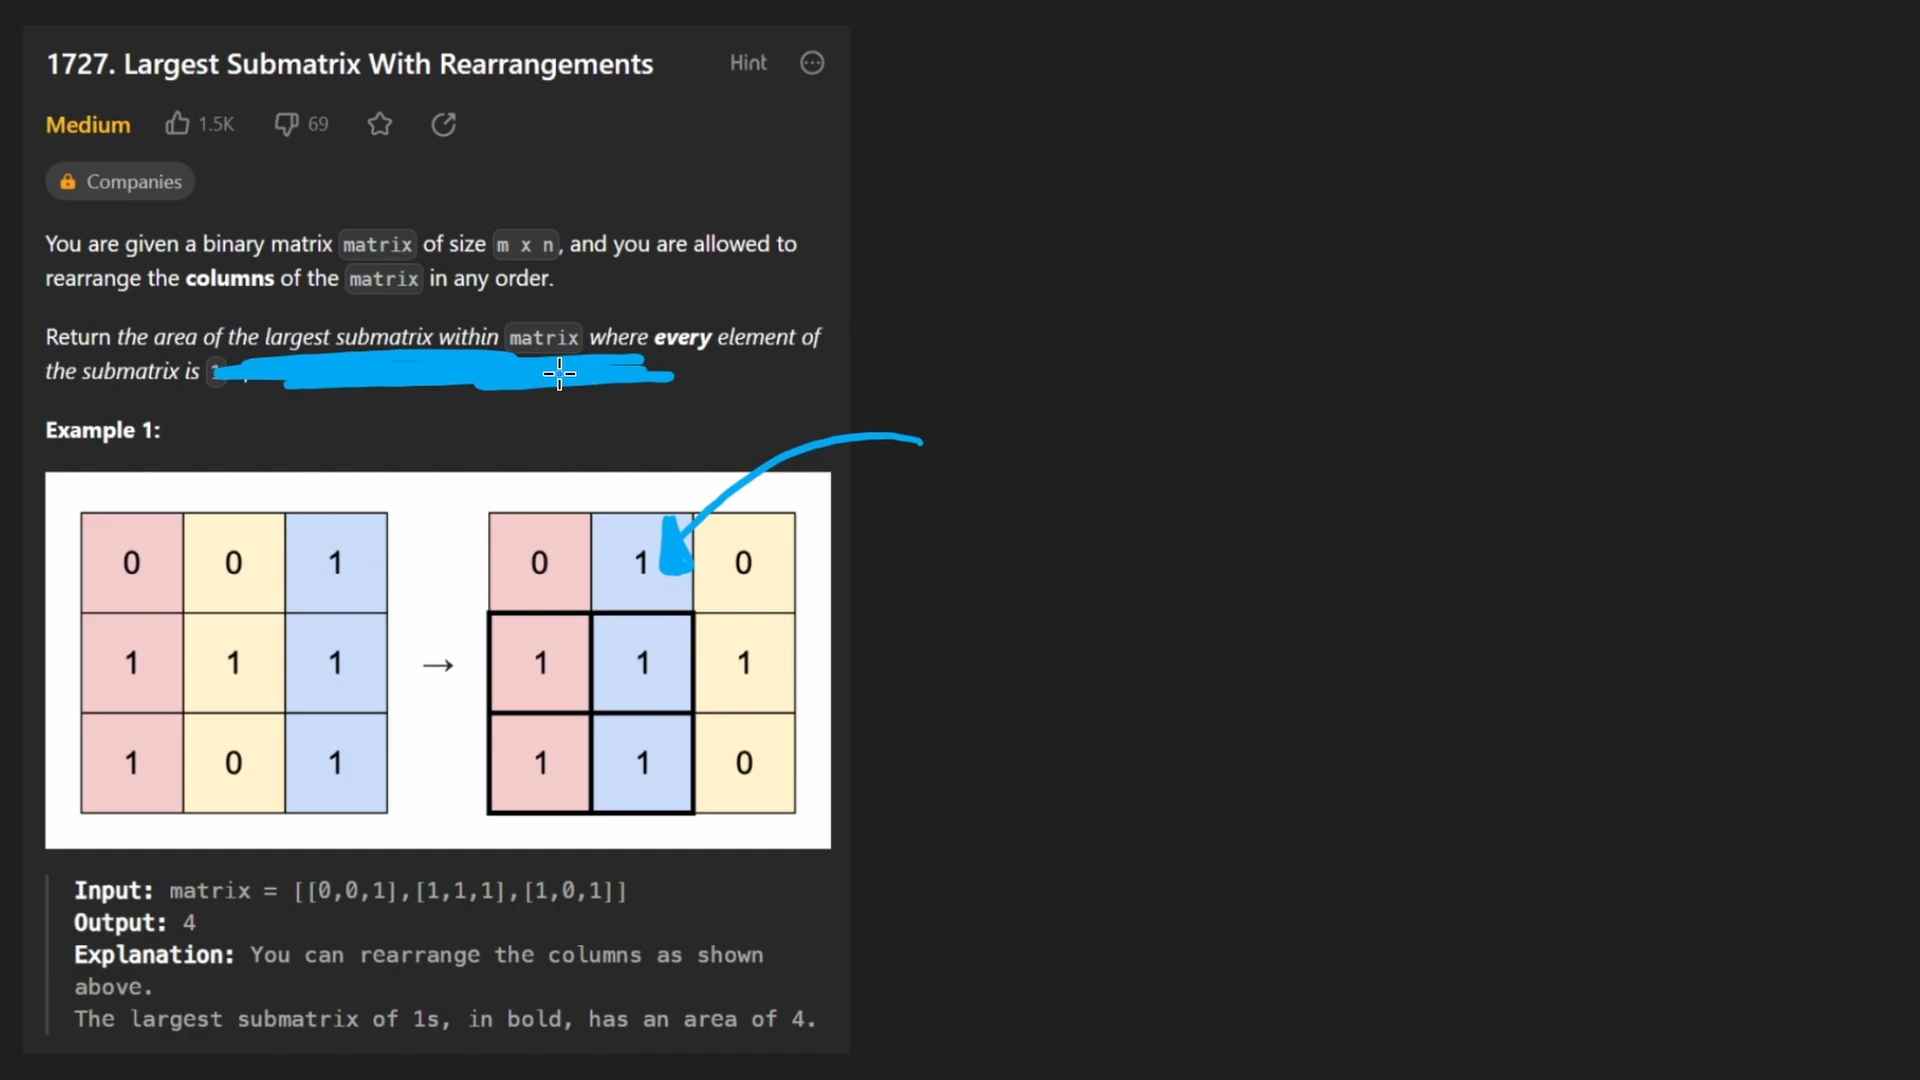 1727. Largest Submatrix With Rearrangements
Hint
Medium 1.5K 69
Companies
You are given a binary matrix matrix of size m x n, and you are allowed to
rearrange the columns of the matrix in any order.
Return the area of the largest submatrix within matrix where every element of
the submatrix is
Example 1:
0 0 1 0 1 0
1 1 1 → 1 1 1
1 0 1 1 1 0
Input: matrix = [[0,0,1],[1,1,1],[1,0,1]]
Output: 4
Explanation: You can rearrange the columns as shown
above.
The largest submatrix of 1s, in bold, has an area of 4.